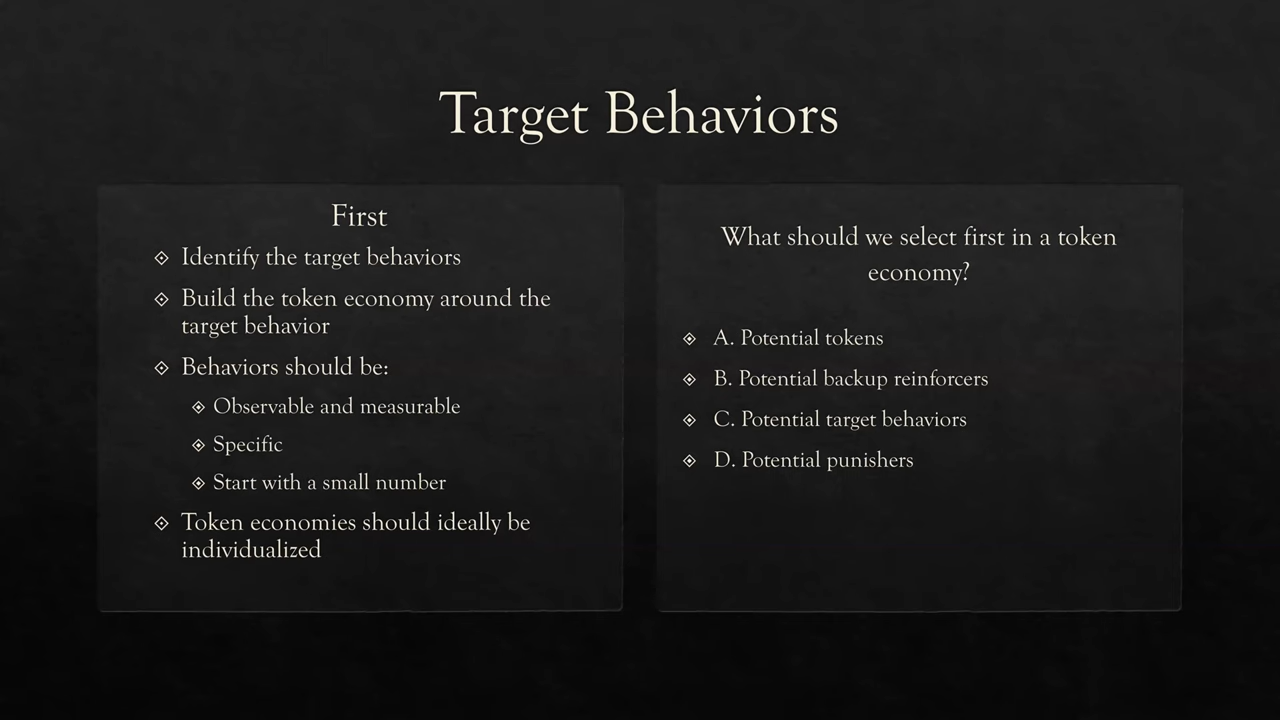 Target Behaviors
First
Identify the target behaviors
Build the token economy around the
target behavior
Behaviors should be:
Observable and measurable
Specific
Start with a small number
Token economies should ideally be
individualized
What should we select first in a token
economy?
A. Potential tokens
B. Potential backup reinforcers
C. Potential target behaviors
D. Potential punishers